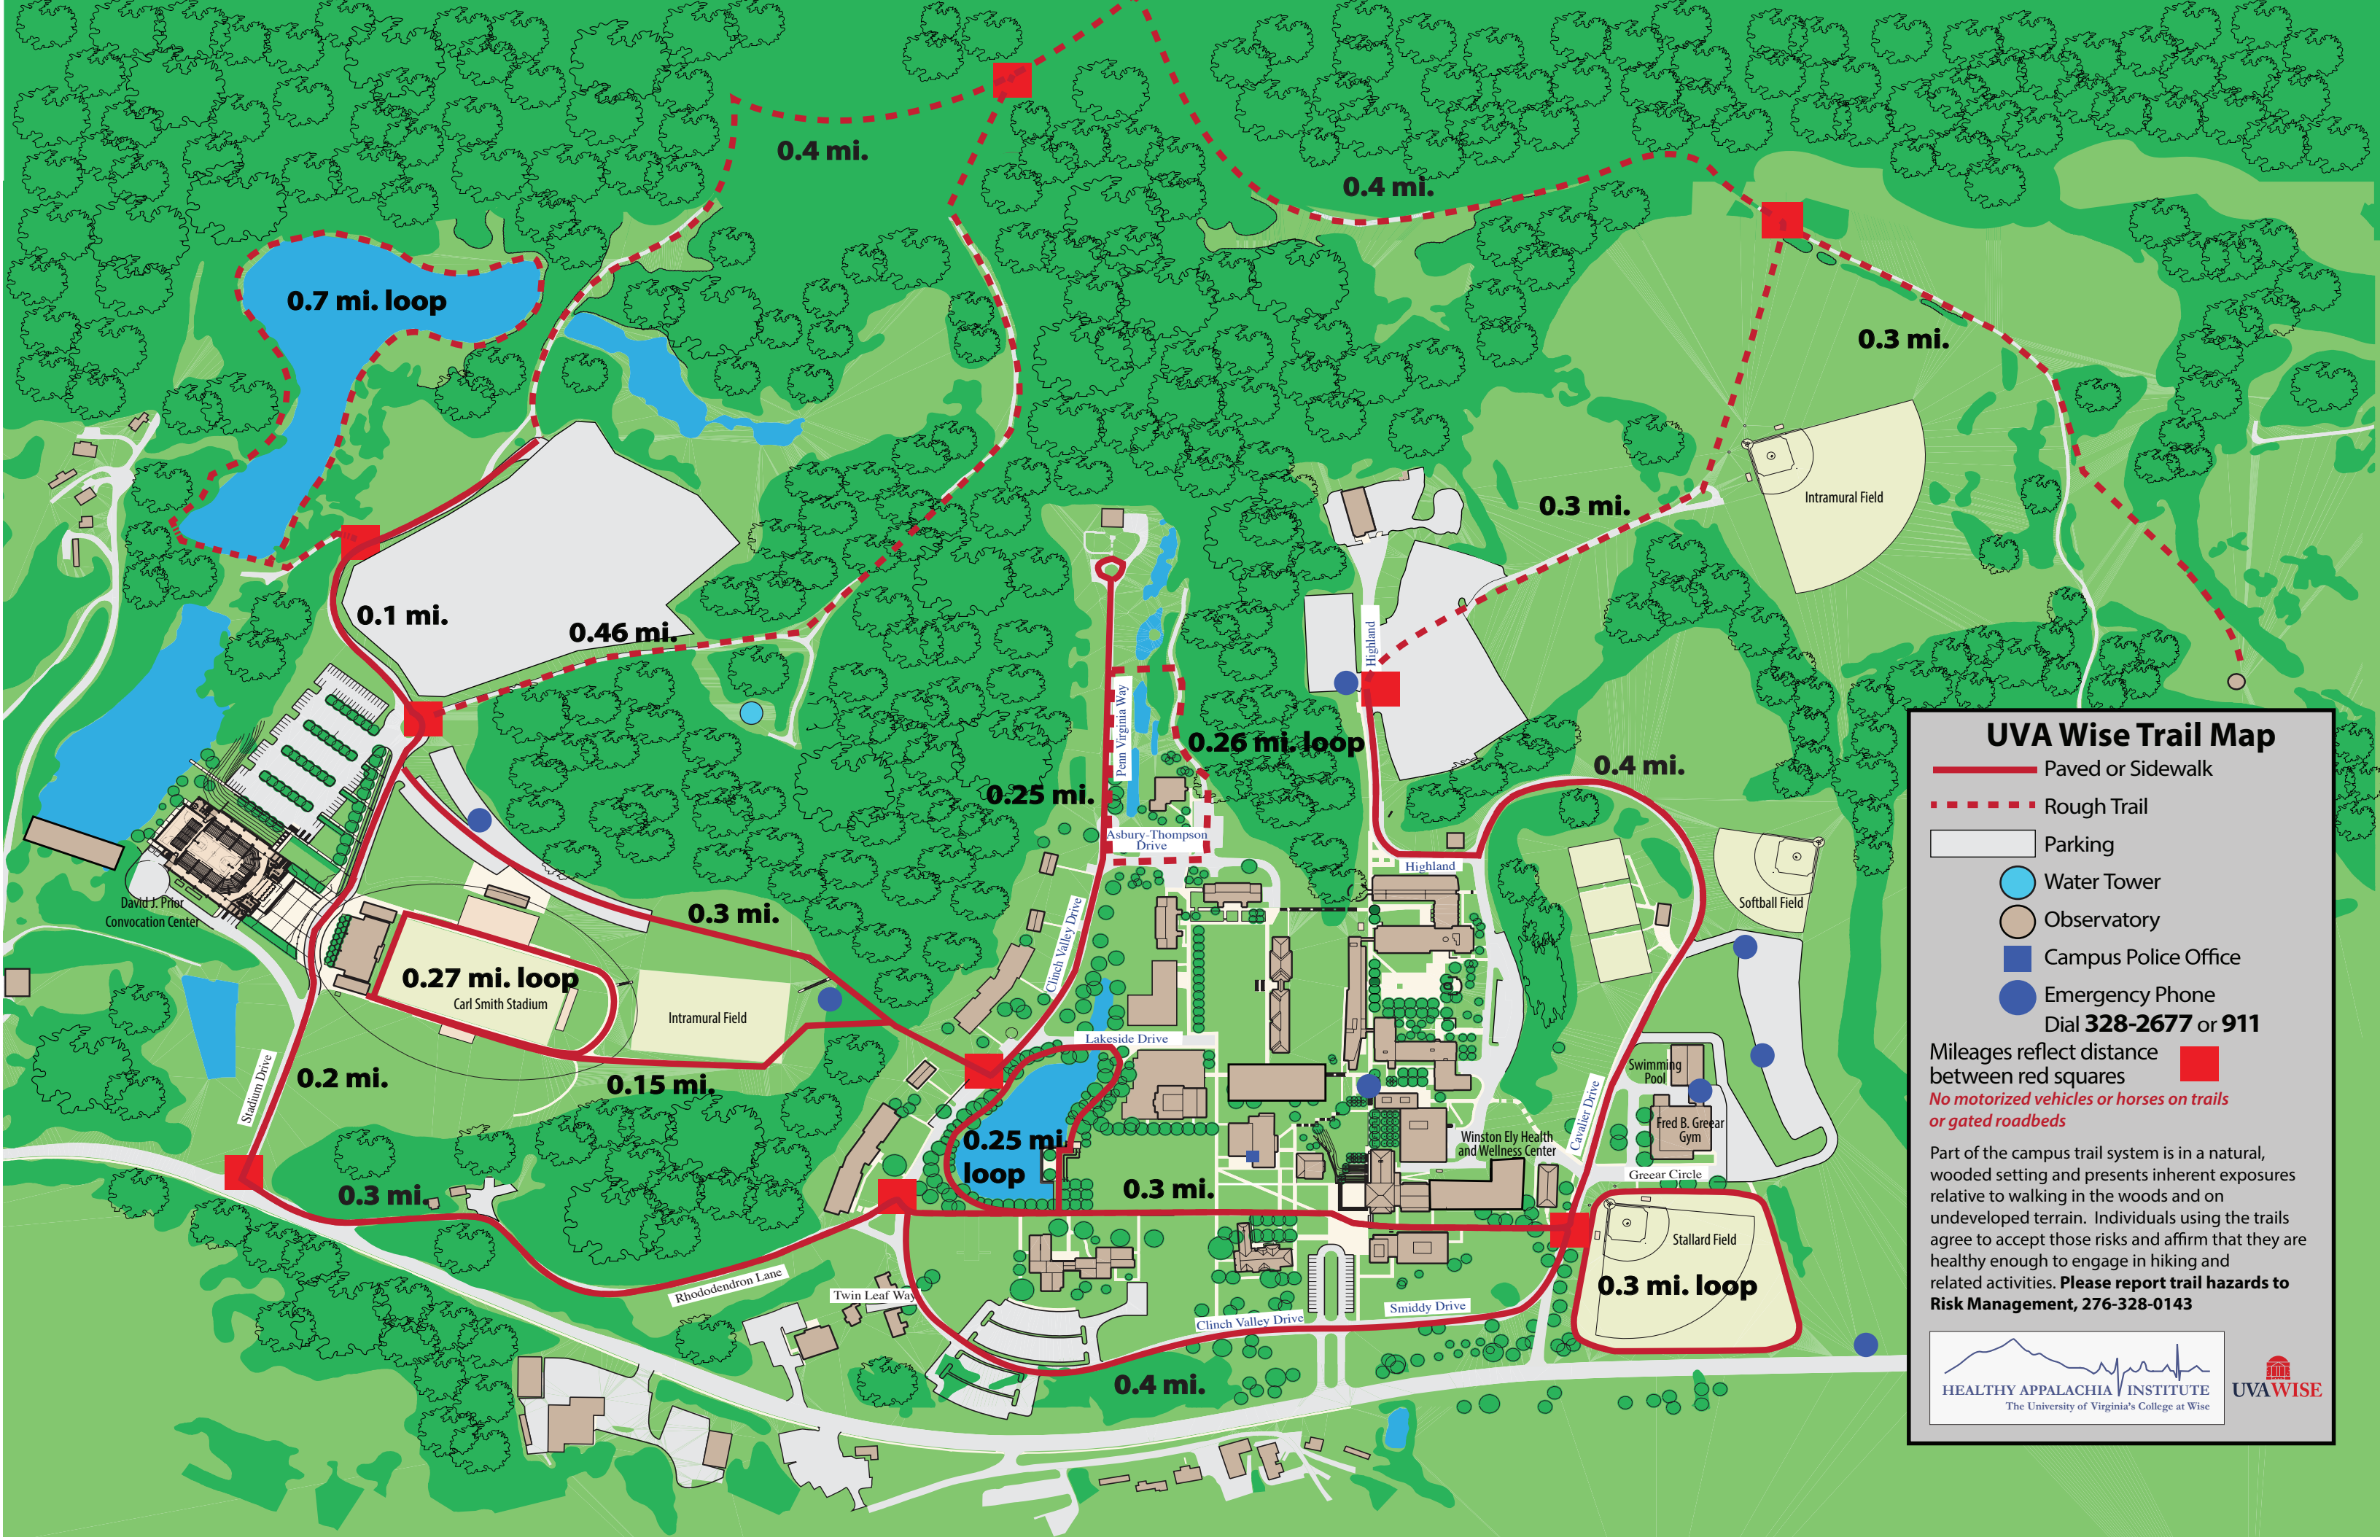 0.4 mi.
0.4 mi.
0.7 mi. loop
0.3 mi.
0.3 mi.
Intramural Field
0.1 mi.
0.46 mi.
Highland
Penn Virginia Way
0.26 mi. loop
0.25 mi.
0.4 mi.
Asbury-Thompson
Drive
Highland
David J. Prior
Convocation Center
0.3 mi.
Clinch Valley Drive
Softball Field
0.27 mi. loop
Carl Smith Stadium
Intramural Field
Lakeside Drive
Stadium Drive
0.2 mi.
0.15 mi.
Swimming
Pool
Cavalier Drive
Fred B. Greear
Gym
0.25 mi.
loop
Winston Ely Health
and Wellness Center
Greear Circle
0.3 mi.
0.3 mi.
Stallard Field
0.3 mi. loop
Rhododendron Lane
Twin Leaf Way
Smiddy Drive
Clinch Valley Drive
0.4 mi.
UVA Wise Trail Map
Paved or Sidewalk
Rough Trail
Parking
Water Tower
Observatory
Campus Police Office
Emergency Phone
Dial 328-2677 or 911
Mileages reflect distance
between red squares
No motorized vehicles or horses on trails
or gated roadbeds
Part of the campus trail system is in a natural,
wooded setting and presents inherent exposures
relative to walking in the woods and on
undeveloped terrain. Individuals using the trails
agree to accept those risks and affirm that they are
healthy enough to engage in hiking and
related activities. Please report trail hazards to
Risk Management, 276-328-0143
HEALTHY APPALACHIA INSTITUTE
The University of Virginia's College at Wise
UVAWISE